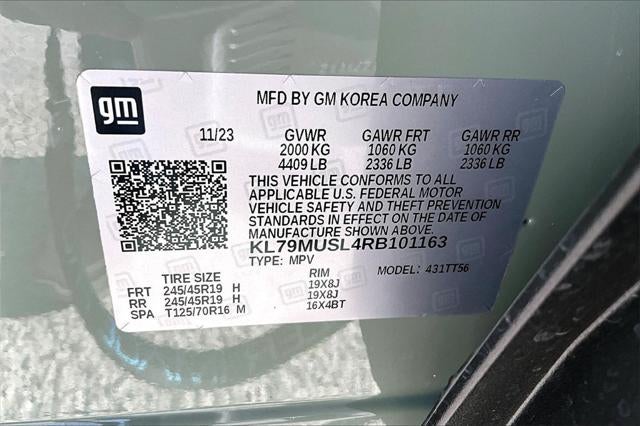 gm
MFD BY GM KOREA COMPANY
11/23 GVWR GAWR FRT GAWR RR
2000 KG 1060 KG 1060 KG
4409 LB 2336 LB 2336 LB
THIS VEHICLE CONFORMS TO ALL
APPLICABLE U.S. FEDERAL MOTOR
VEHICLE SAFETY AND THEFT PREVENTION
STANDARDS IN EFFECT ON THE DATE OF
MANUFACTURE SHOWN ABOVE.
KL79MUSL4RB101163
TYPE: MPV MODEL: 431TT56
TIRE SIZE RIM
FRT 245/45R19 H 19X8J
RR 245/45R19 H 19X8J
SPA T125/70R16 M 16X4BT